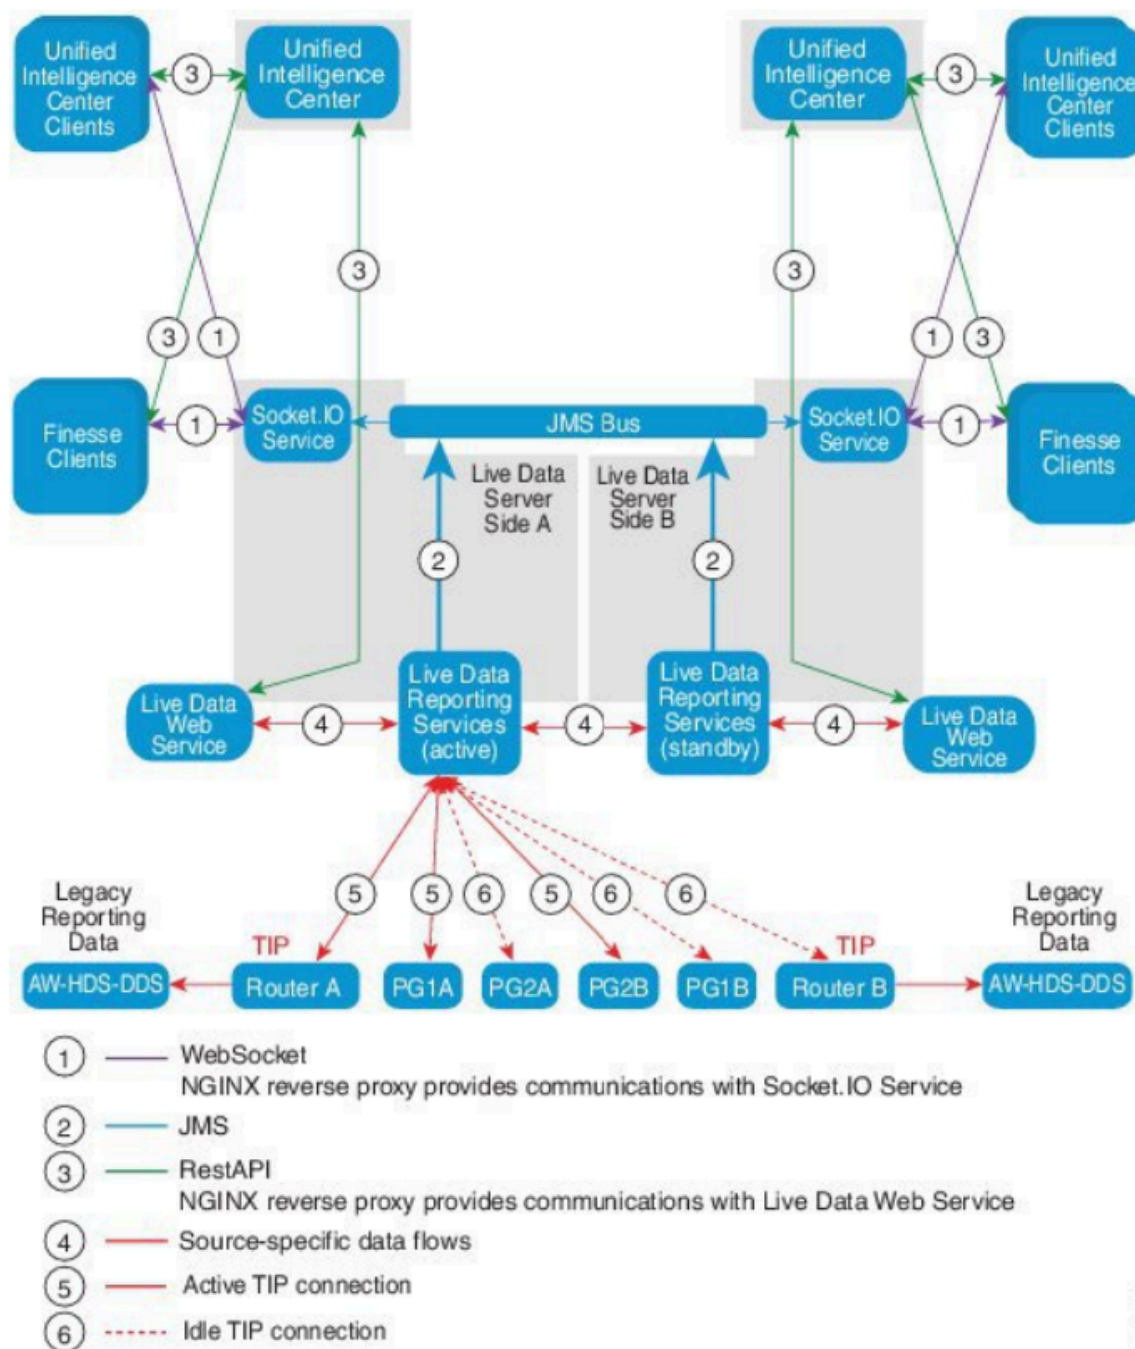 Unified
Intelligence
Center
Clients
3
Unified
Intelligence
Center
Unified
Intelligence
Center
3
Unified
Intelligence
Center
Clients
3
3
3
1
1
3
Finesse
Clients
1
Socket.IO
Service
JMS Bus
Socket.IO
Service
1
Finesse
Clients
Live Data
Server
Side A
Live Data
Server
Side B
2
2
Live Data
Web
Service
4
Live Data
Reporting
Services
(active)
4
Live Data
Reporting
Services
(standby)
4
Live Data
Web
Service
5
5
6
5
6
6
Legacy
Reporting
Data
TIP
TIP
Legacy
Reporting
Data
AW-HDS-DDS
Router A
PG1A
PG2A
PG2B
PG1B
Router B
AW-HDS-DDS
1 WebSocket
NGINX reverse proxy provides communications with Socket.IO Service
2 JMS
3 RestAPI
NGINX reverse proxy provides communications with Live Data Web Service
4 Source-specific data flows
5 Active TIP connection
6 Idle TIP connection